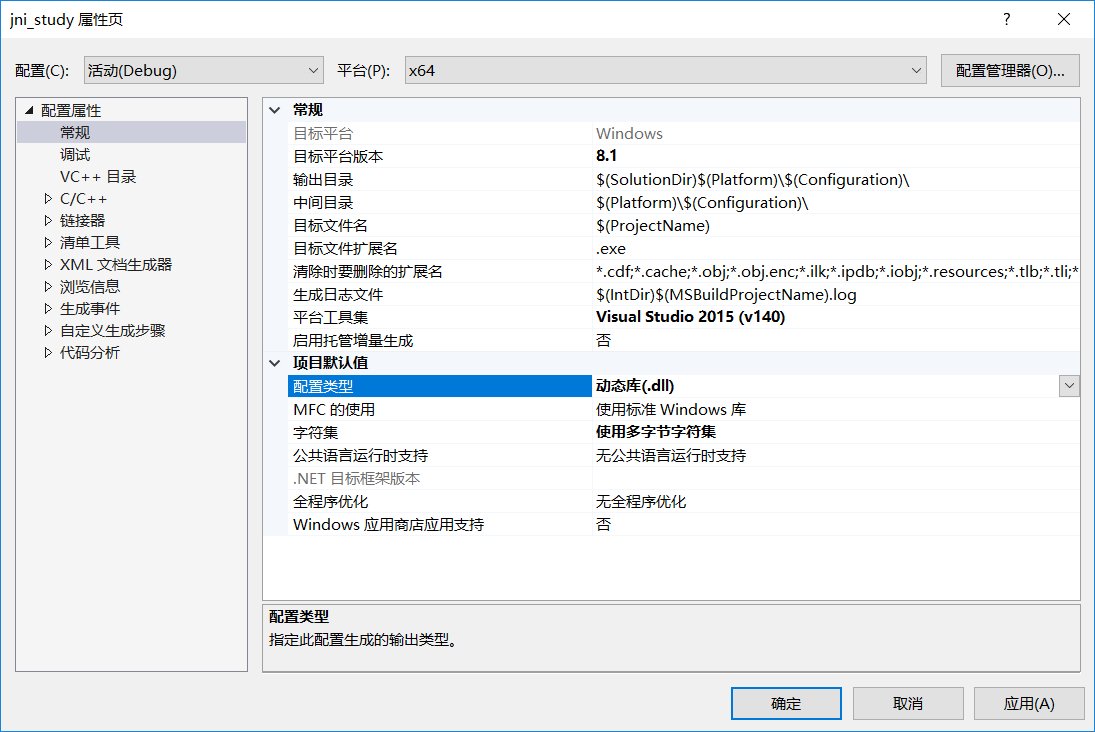 jni_study 属性页
配置(C): 活动(Debug) 平台(P): x64 配置管理器(O)...
配置属性
常规
调试
VC++ 目录
C/C++
链接器
清单工具
XML 文档生成器
浏览信息
生成事件
自定义生成步骤
代码分析
常规
目标平台 Windows
目标平台版本 8.1
输出目录 $(SolutionDir)$(Platform)\$(Configuration)\
中间目录 $(Platform)\$(Configuration)\
目标文件名 $(ProjectName)
目标文件扩展名 .exe
清除时要删除的扩展名 *.cdf;*.cache;*.obj;*.obj.enc;*.ilk;*.ipdb;*.iobj;*.resources;*.tlb;*.tli;*
生成日志文件 $(IntDir)$(MSBuildProjectName).log
平台工具集 Visual Studio 2015 (v140)
启用托管增量生成 否
项目默认值
配置类型 动态库(.dll)
MFC 的使用 使用标准 Windows 库
字符集 使用多字节字符集
公共语言运行时支持 无公共语言运行时支持
.NET 目标框架版本
全程序优化 无全程序优化
Windows 应用商店应用支持 否
配置类型
指定此配置生成的输出类型。
确定 取消 应用(A)